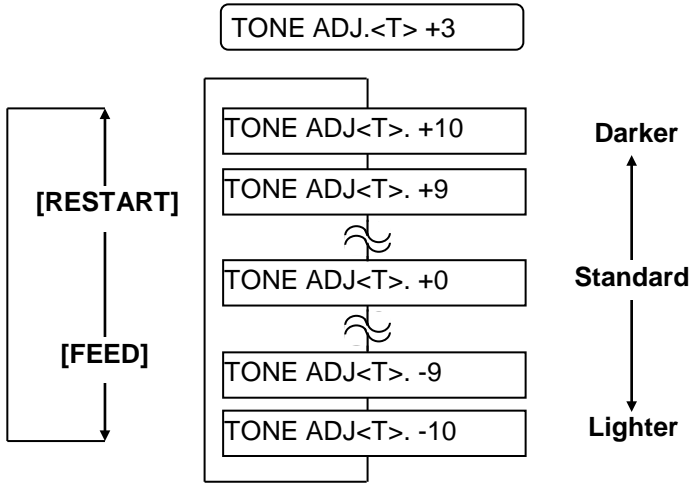 TONE ADJ.<T> +3
TONE ADJ<T>. +10
Darker
TONE ADJ<T>. +9
[RESTART]
TONE ADJ<T>. +0
Standard
[FEED]
TONE ADJ<T>. -9
TONE ADJ<T>. -10
Lighter